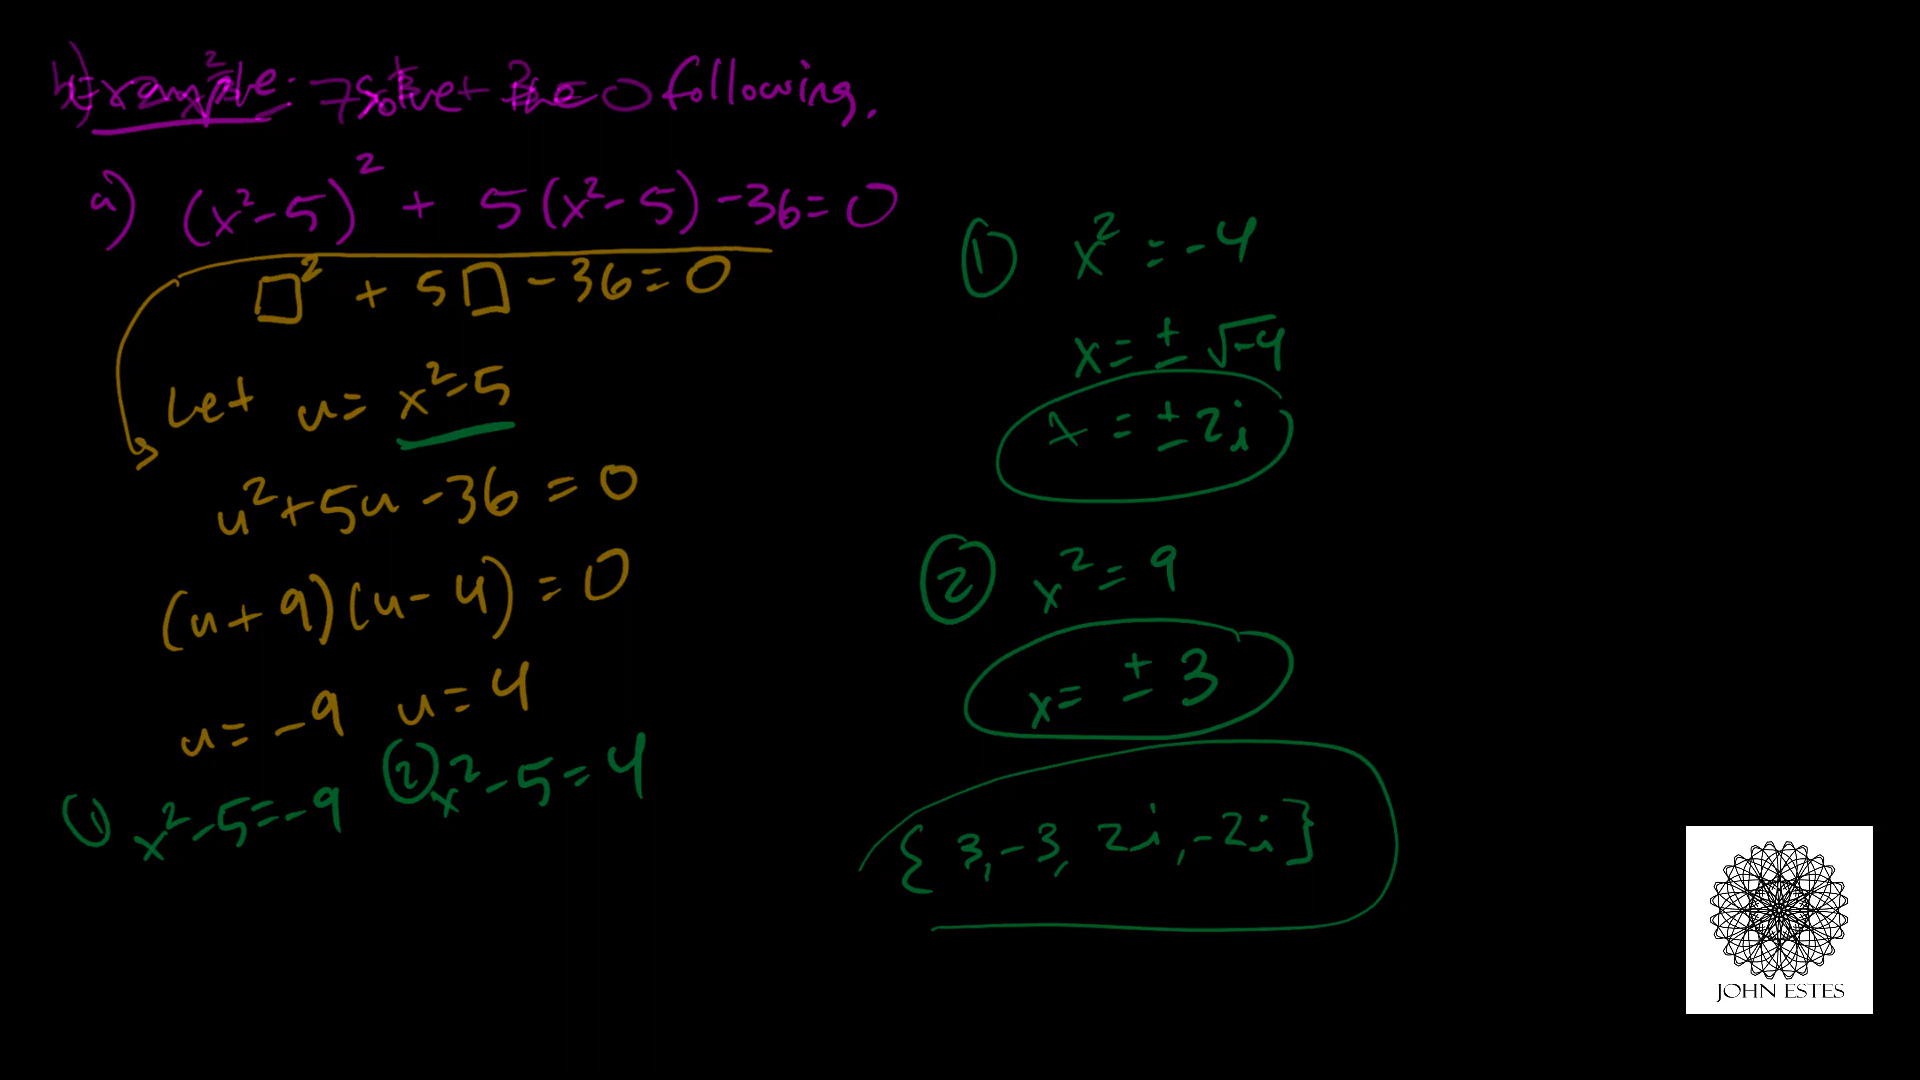 Example: Solve the following.
a) (x²-5)² + 5(x²-5) -36=0
□² + 5□ -36=0
Let u= x²-5
u²+5u-36 =0
(u+9)(u-4)=0
u=-9 u=4
① x²-5=-9 ② x²-5=4
① x² =-4
x= ± √-4
x = ±2i
② x²=9
x= ± 3
{3,-3, 2i,-2i}
JOHN ESTES